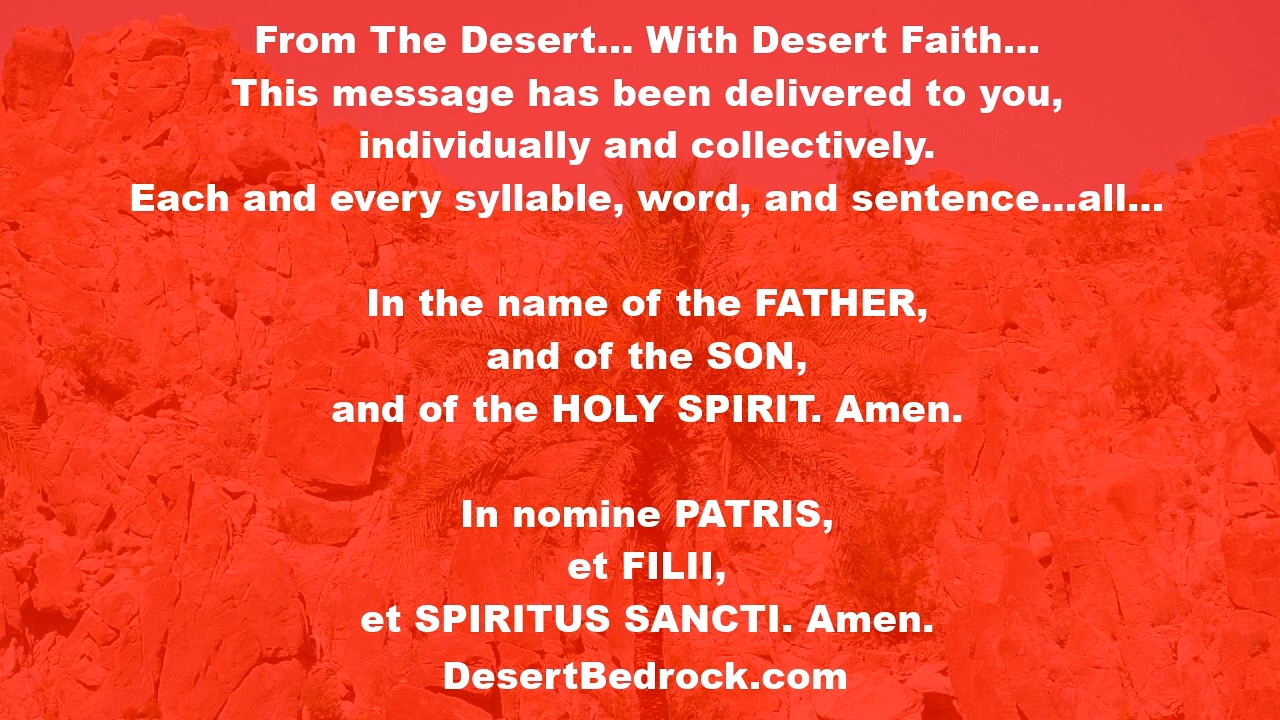 From The Desert... With Desert Faith...
This message has been delivered to you,
individually and collectively.
Each and every syllable, word, and sentence...all...
In the name of the FATHER,
and of the SON,
and of the HOLY SPIRIT. Amen.
In nomine PATRIS,
et FILII,
et SPIRITUS SANCTI. Amen.
DesertBedrock.com